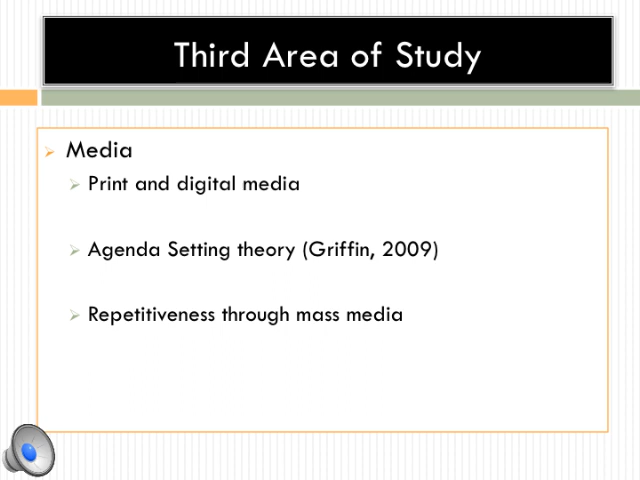 Third Area of Study
Media
Print and digital media
Agenda Setting theory (Griffin, 2009)
Repetitiveness through mass media